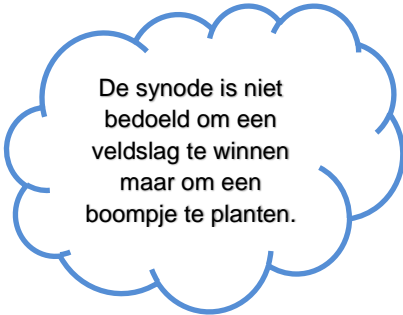 De synode is niet
bedoeld om een
veldslag te winnen
maar om een
boompje te planten.